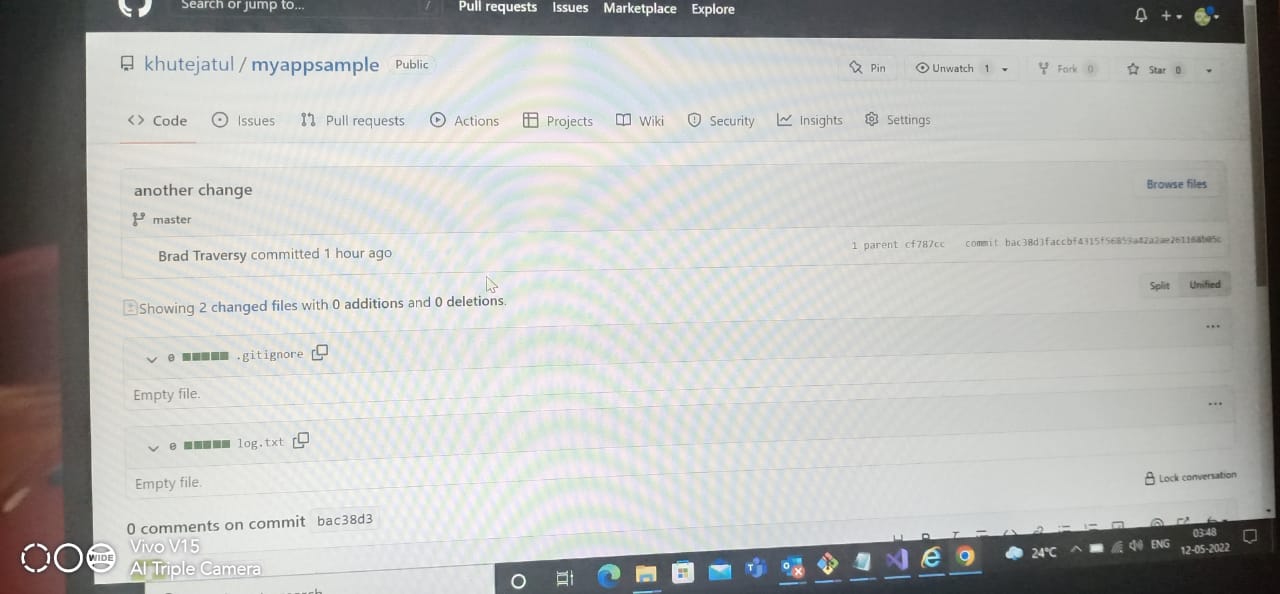 Search or jump to...
/
Pull requests Issues Marketplace Explore
khutejatul / myappsample Public
Pin
Unwatch 1
Fork 0
Star 0
Code
Issues
Pull requests
Actions
Projects
Wiki
Security
Insights
Settings
another change
Browse files
master
Brad Traversy committed 1 hour ago
1 parent cf787cc commit
Showing 2 changed files with 0 additions and 0 deletions.
Split Unified
0 .gitignore
Empty file.
0 log.txt
Empty file.
Lock conversation
0 comments on commit bac38d3
WIDE
Vivo V15
AI Triple Camera
24°C
ENG
03:48
12-05-2022